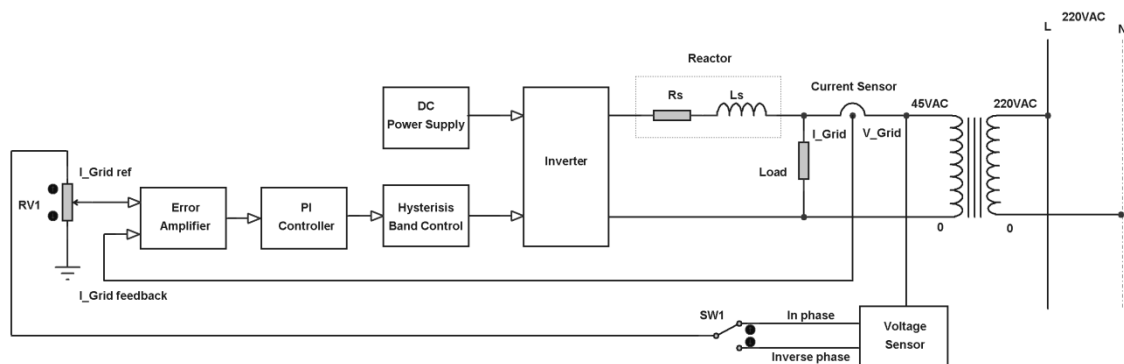 L
220VAC
N
Reactor
Rs
Ls
Current Sensor
DC
Power Supply
45VAC
220VAC
I_Grid
V_Grid
Inverter
Load
I_Grid ref
RV1
Error
Amplifier
PI
Controller
Hysterisis
Band Control
0
0
I_Grid feedback
SW1
In phase
Inverse phase
Voltage
Sensor